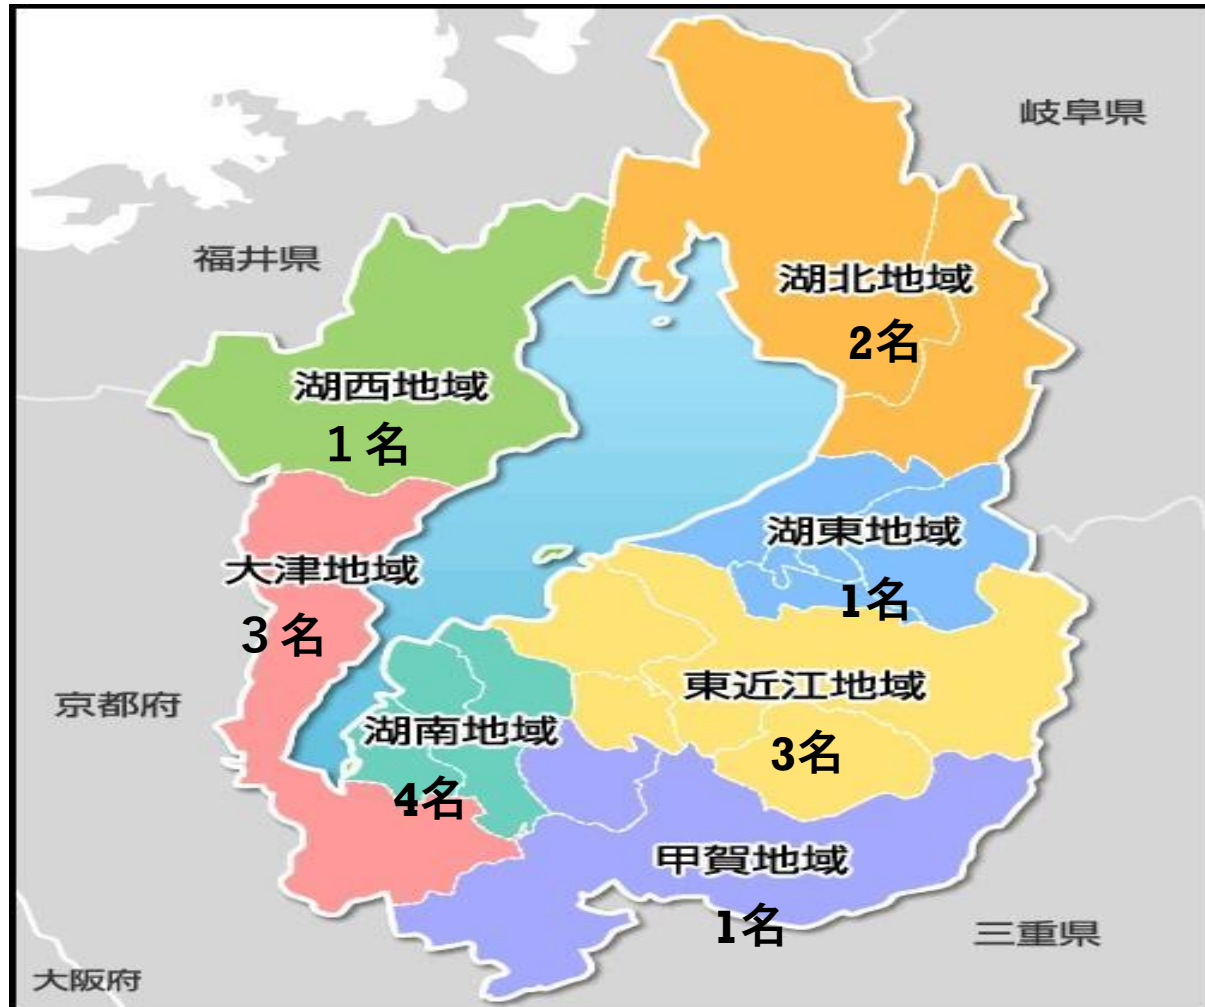 岐阜県
福井県
湖北地域
2名
湖西地域
１名
湖東地域
1名
大津地域
３名
東近江地域
3名
京都府
湖南地域
4名
甲賀地域
1名
三重県
大阪府